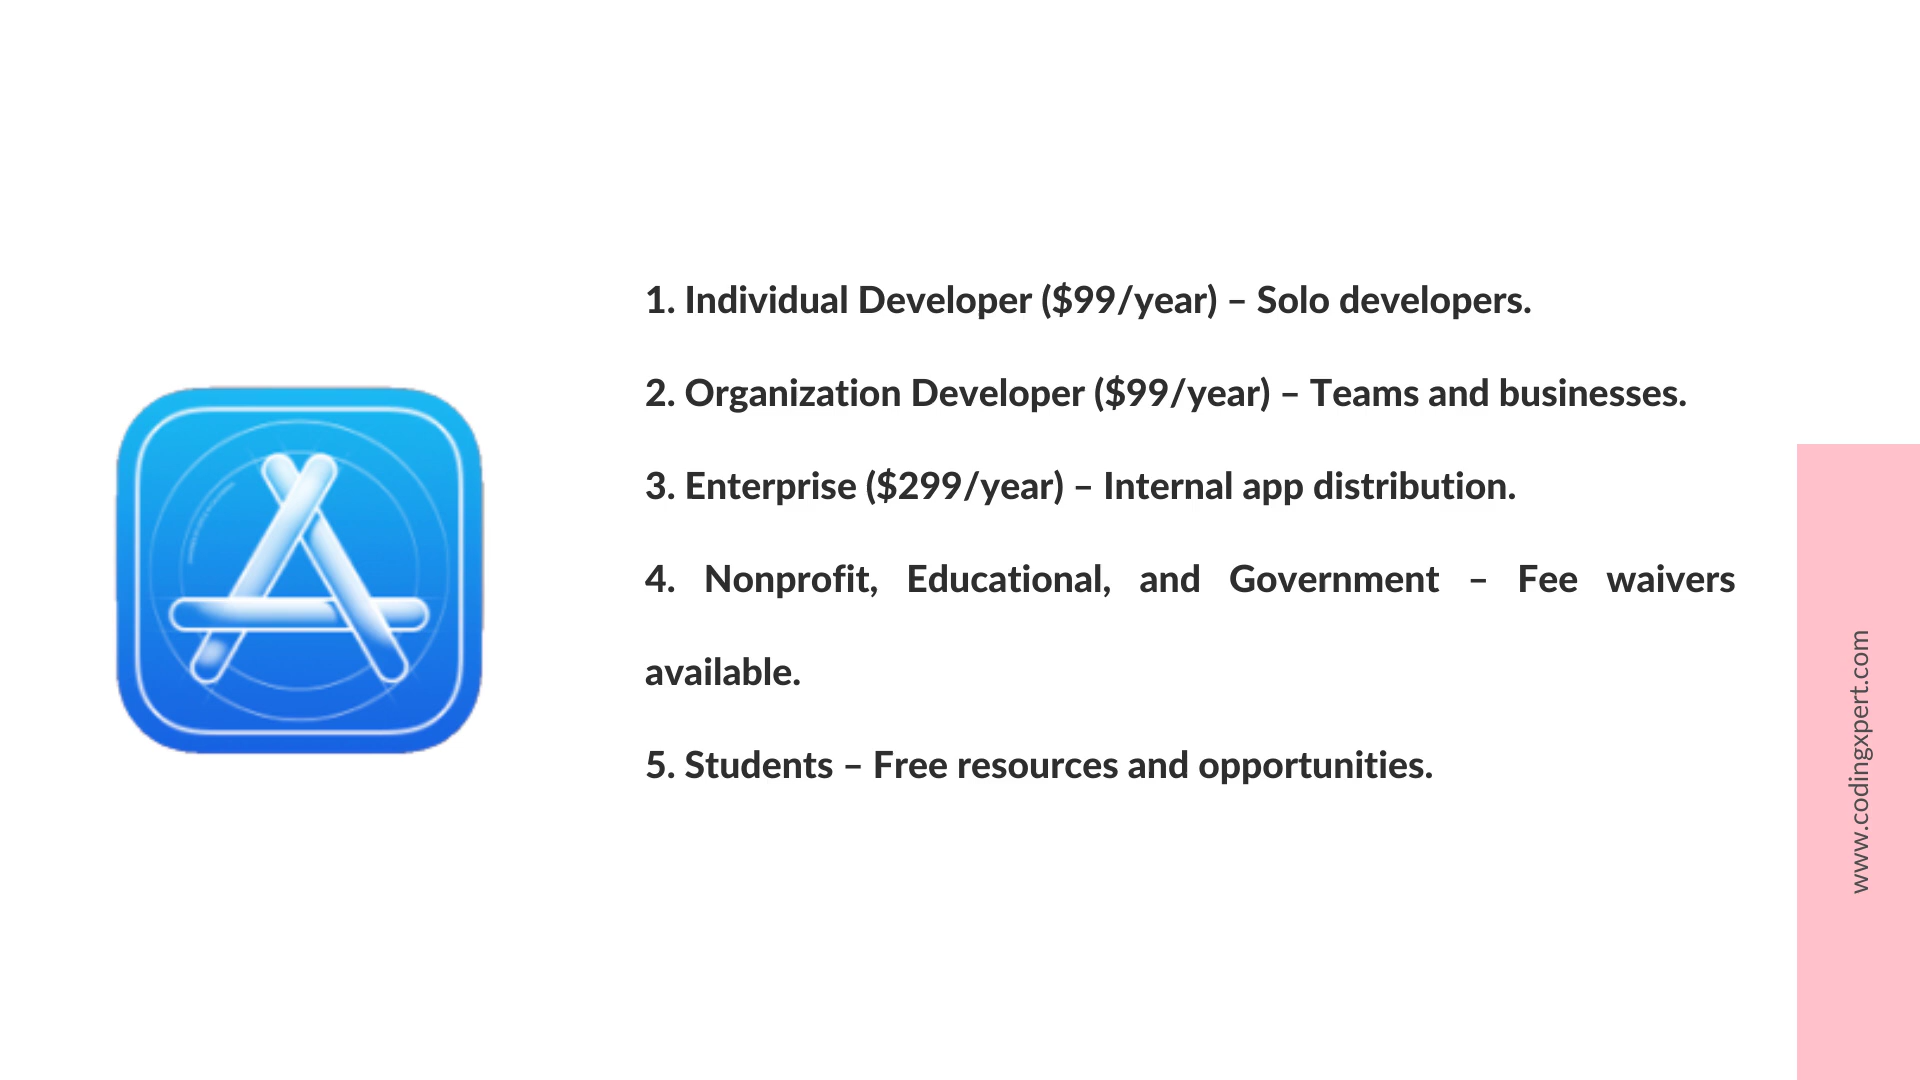 1. Individual Developer ($99/year) – Solo developers.
2. Organization Developer ($99/year) – Teams and businesses.
3. Enterprise ($299/year) – Internal app distribution.
4. Nonprofit, Educational, and Government – Fee waivers
available.
5. Students – Free resources and opportunities.
www.codingxpert.com